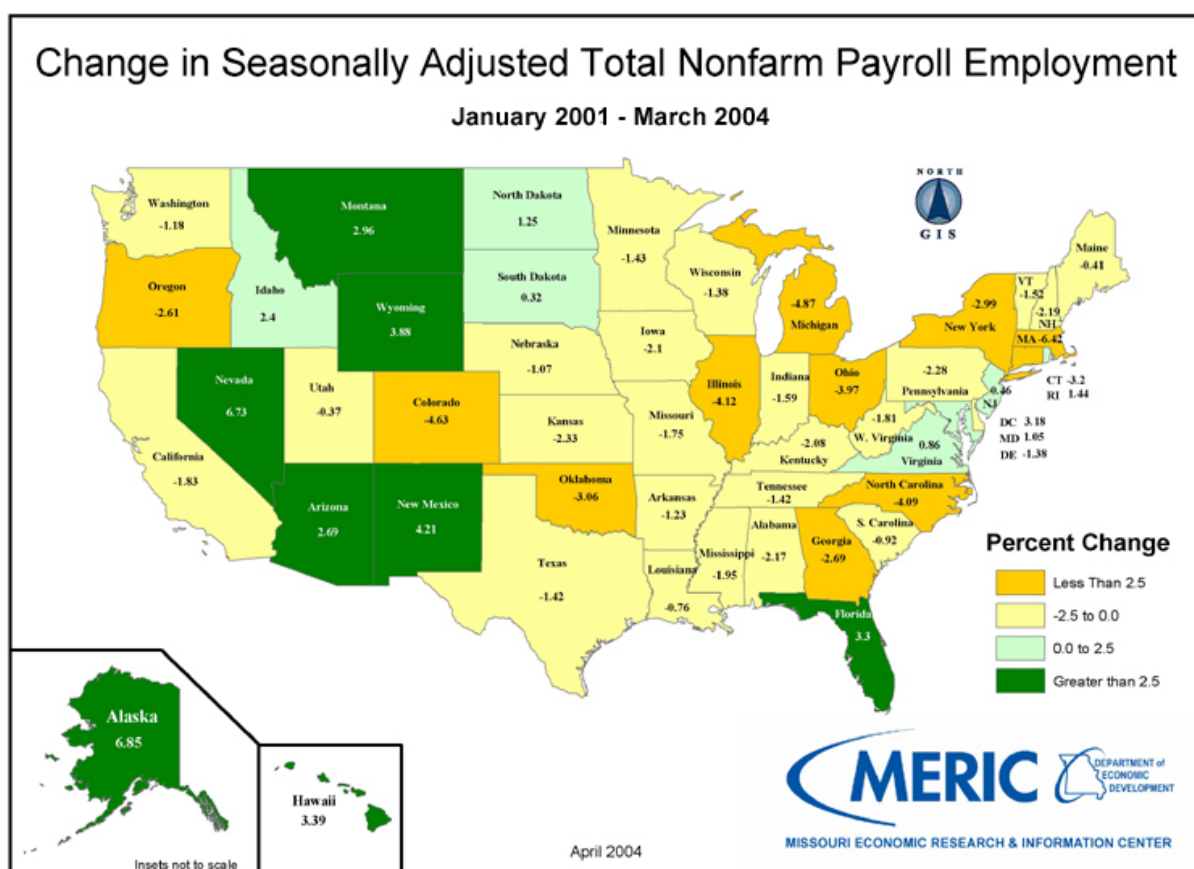 Change in Seasonally Adjusted Total Nonfarm Payroll Employment
January 2001 - March 2004
NORTH
GIS
Washington
-1.18
Oregon
-2.61
California
-1.83
Nevada
6.73
Idaho
2.4
Montana
2.96
Wyoming
3.88
Utah
-0.37
Colorado
-4.63
Arizona
2.69
New Mexico
4.21
North Dakota
1.25
South Dakota
0.32
Nebraska
-1.07
Kansas
-2.33
Oklahoma
-3.06
Texas
-1.42
Minnesota
-1.43
Iowa
-2.1
Missouri
-1.75
Arkansas
-1.23
Louisiana
-0.76
Wisconsin
-1.38
Illinois
-4.12
-4.87
Michigan
Indiana
-1.59
Ohio
-3.97
-2.08
Kentucky
Tennessee
-1.42
Mississippi
-1.95
Alabama
-2.17
Georgia
-2.69
Florida
3.3
S. Carolina
-0.92
North Carolina
-4.09
0.86
Virginia
-1.81
W. Virginia
-2.28
Pennsylvania
-2.99
New York
VT
-1.52
-2.19
NH
Maine
-0.41
MA -6.42
CT -3.2
RI 1.44
0.46
NJ
DC 3.18
MD 1.05
DE -1.38
Percent Change
Less Than 2.5
-2.5 to 0.0
0.0 to 2.5
Greater than 2.5
Alaska
6.85
Insets not to scale
Hawaii
3.39
April 2004
MERIC
DEPARTMENT of
ECONOMIC
DEVELOPMENT
MISSOURI ECONOMIC RESEARCH & INFORMATION CENTER